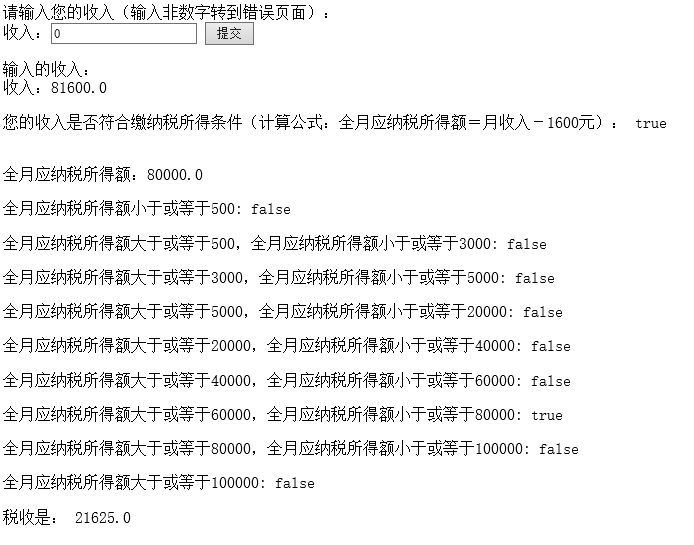 请输入您的收入（输入非数字转到错误页面）：
收入：0 提交
输入的收入：
收入：81600.0
您的收入是否符合缴纳税所得条件（计算公式：全月应纳税所得额＝月收入－1600元）： true
全月应纳税所得额：80000.0
全月应纳税所得额小于或等于500: false
全月应纳税所得额大于或等于500，全月应纳税所得额小于或等于3000: false
全月应纳税所得额大于或等于3000，全月应纳税所得额小于或等于5000: false
全月应纳税所得额大于或等于5000，全月应纳税所得额小于或等于20000: false
全月应纳税所得额大于或等于20000，全月应纳税所得额小于或等于40000: false
全月应纳税所得额大于或等于40000，全月应纳税所得额小于或等于60000: false
全月应纳税所得额大于或等于60000，全月应纳税所得额小于或等于80000: true
全月应纳税所得额大于或等于80000，全月应纳税所得额小于或等于100000: false
全月应纳税所得额大于或等于100000: false
税收是： 21625.0